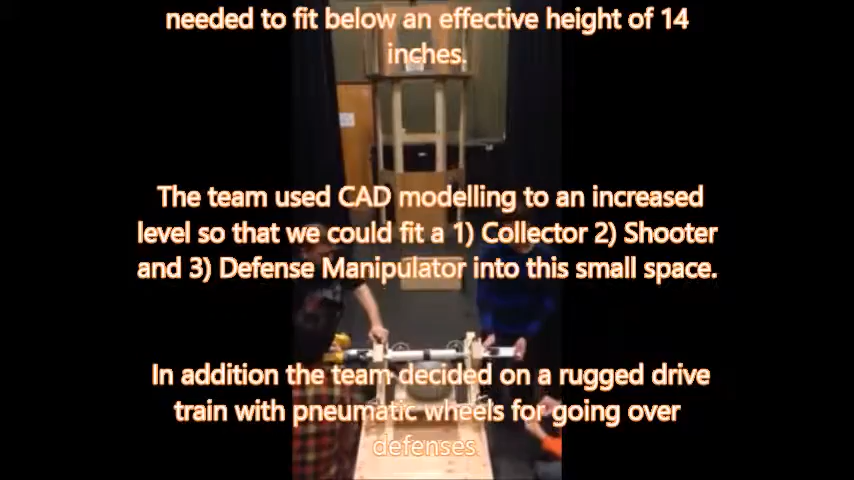 needed to fit below an effective height of 14
inches.
The team used CAD modelling to an increased
level so that we could fit a 1) Collector 2) Shooter
and 3) Defense Manipulator into this small space.
In addition the team decided on a rugged drive
train with pneumatic wheels for going over
defenses